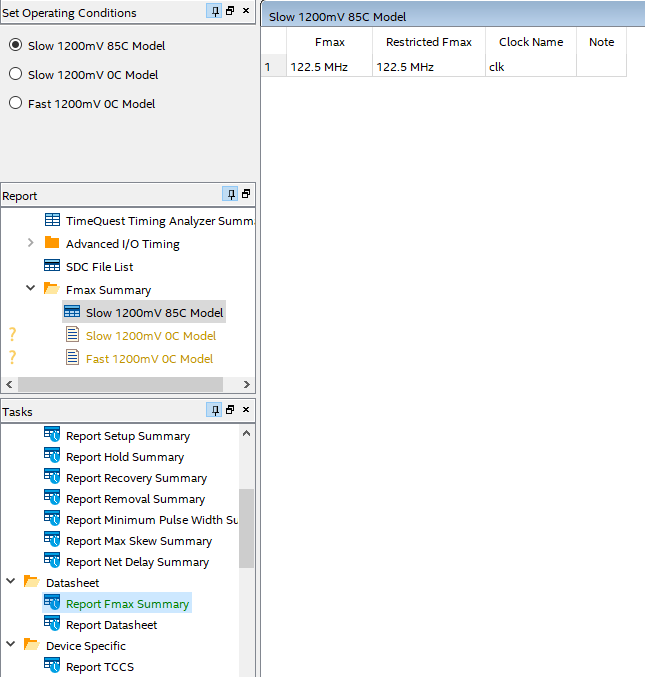 Set Operating Conditions
Slow 1200mV 85C Model
Slow 1200mV 0C Model
Fast 1200mV 0C Model
Report
TimeQuest Timing Analyzer Summ
Advanced I/O Timing
SDC File List
Fmax Summary
Slow 1200mV 85C Model
? Slow 1200mV 0C Model
? Fast 1200mV 0C Model
Tasks
Report Setup Summary
Report Hold Summary
Report Recovery Summary
Report Removal Summary
Report Minimum Pulse Width Su
Report Max Skew Summary
Report Net Delay Summary
Datasheet
Report Fmax Summary
Report Datasheet
Device Specific
Report TCCS
Slow 1200mV 85C Model
Fmax Restricted Fmax Clock Name Note
1 122.5 MHz 122.5 MHz clk